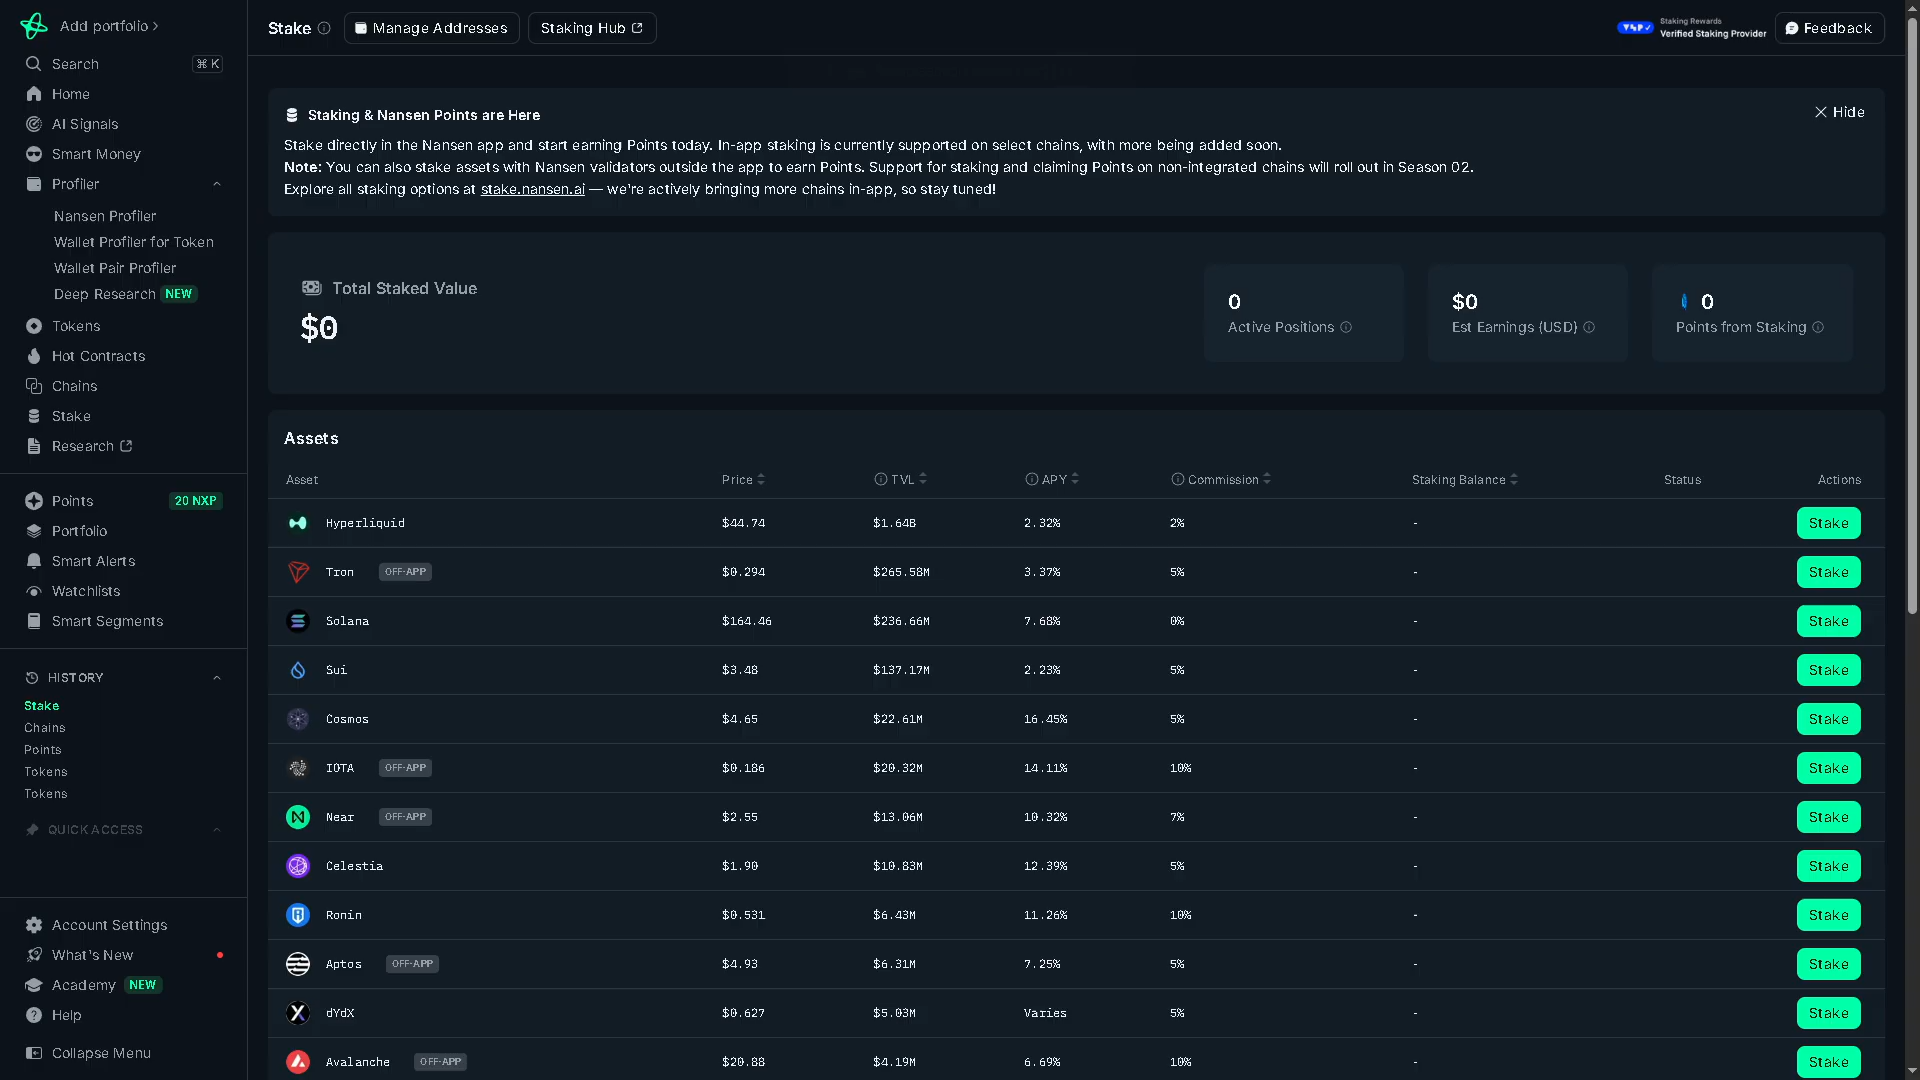 Add portfolio
Search ⌘ K
Home
AI Signals
Smart Money
Profiler
Nansen Profiler
Wallet Profiler for Token
Wallet Pair Profiler
Deep Research NEW
Tokens
Hot Contracts
Chains
Stake
Research
Points 20 NXP
Portfolio
Smart Alerts
Watchlists
Smart Segments
HISTORY
Stake
Chains
Points
Tokens
Tokens
QUICK ACCESS
Account Settings
What's New
Academy NEW
Help
Collapse Menu
Stake Manage Addresses Staking Hub
Staking Rewards
Verified Staking Provider
Feedback
Staking & Nansen Points are Here
Hide
Stake directly in the Nansen app and start earning Points today. In-app staking is currently supported on select chains, with more being added soon.
Note: You can also stake assets with Nansen validators outside the app to earn Points. Support for staking and claiming Points on non-integrated chains will roll out in Season 02.
Explore all staking options at stake.nansen.ai — we're actively bringing more chains in-app, so stay tuned!
Total Staked Value
$0
0
Active Positions
$0
Est Earnings (USD)
0
Points from Staking
Assets
Asset Price TVL APY Commission Staking Balance Status Actions
Hyperliquid $44.74 $1.64B 2.32% 2% - Stake
Tron OFF-APP $0.294 $265.58M 3.37% 5% - Stake
Solana $164.46 $236.66M 7.68% 0% - Stake
Sui $3.48 $137.17M 2.23% 5% - Stake
Cosmos $4.65 $22.61M 16.45% 5% - Stake
IOTA OFF-APP $0.186 $20.32M 14.11% 10% - Stake
Near OFF-APP $2.55 $13.06M 10.32% 7% - Stake
Celestia $1.90 $10.83M 12.39% 5% - Stake
Ronin $0.531 $6.43M 11.26% 10% - Stake
Aptos OFF-APP $4.93 $6.31M 7.25% 5% - Stake
dYdX $0.627 $5.03M Varies 5% - Stake
Avalanche OFF-APP $20.88 $4.19M 6.69% 10% - Stake